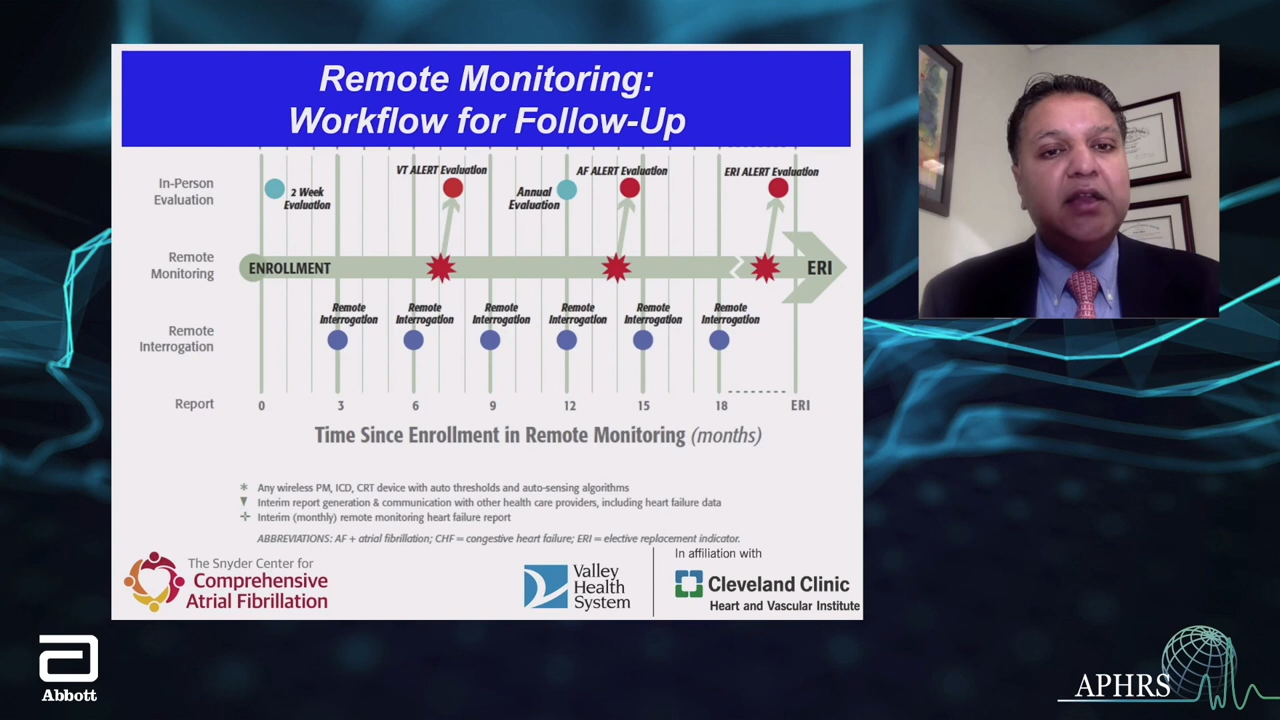 Remote Monitoring:
Workflow for Follow-Up
In-Person
Evaluation
2 Week
Evaluation
VT ALERT Evaluation
Annual
Evaluation
AF ALERT Evaluation
ERI ALERT Evaluation
Remote
Monitoring
ENROLLMENT
ERI
Remote
Interrogation
Remote
Interrogation
Remote
Interrogation
Remote
Interrogation
Remote
Interrogation
Remote
Interrogation
Remote
Interrogation
Report
0 3 6 9 12 15 18 ERI
Time Since Enrollment in Remote Monitoring (months)
* Any wireless PM, ICD, CRT device with auto thresholds and auto-sensing algorithms
▼ Interim report generation & communication with other health care providers, including heart failure data
✢ Interim (monthly) remote monitoring heart failure report
ABBREVIATIONS: AF + atrial fibrillation; CHF = congestive heart failure; ERI = elective replacement indicator.
The Snyder Center for
Comprehensive
Atrial Fibrillation
Valley
Health
System
In affiliation with
Cleveland Clinic
Heart and Vascular Institute
Abbott
APHRS